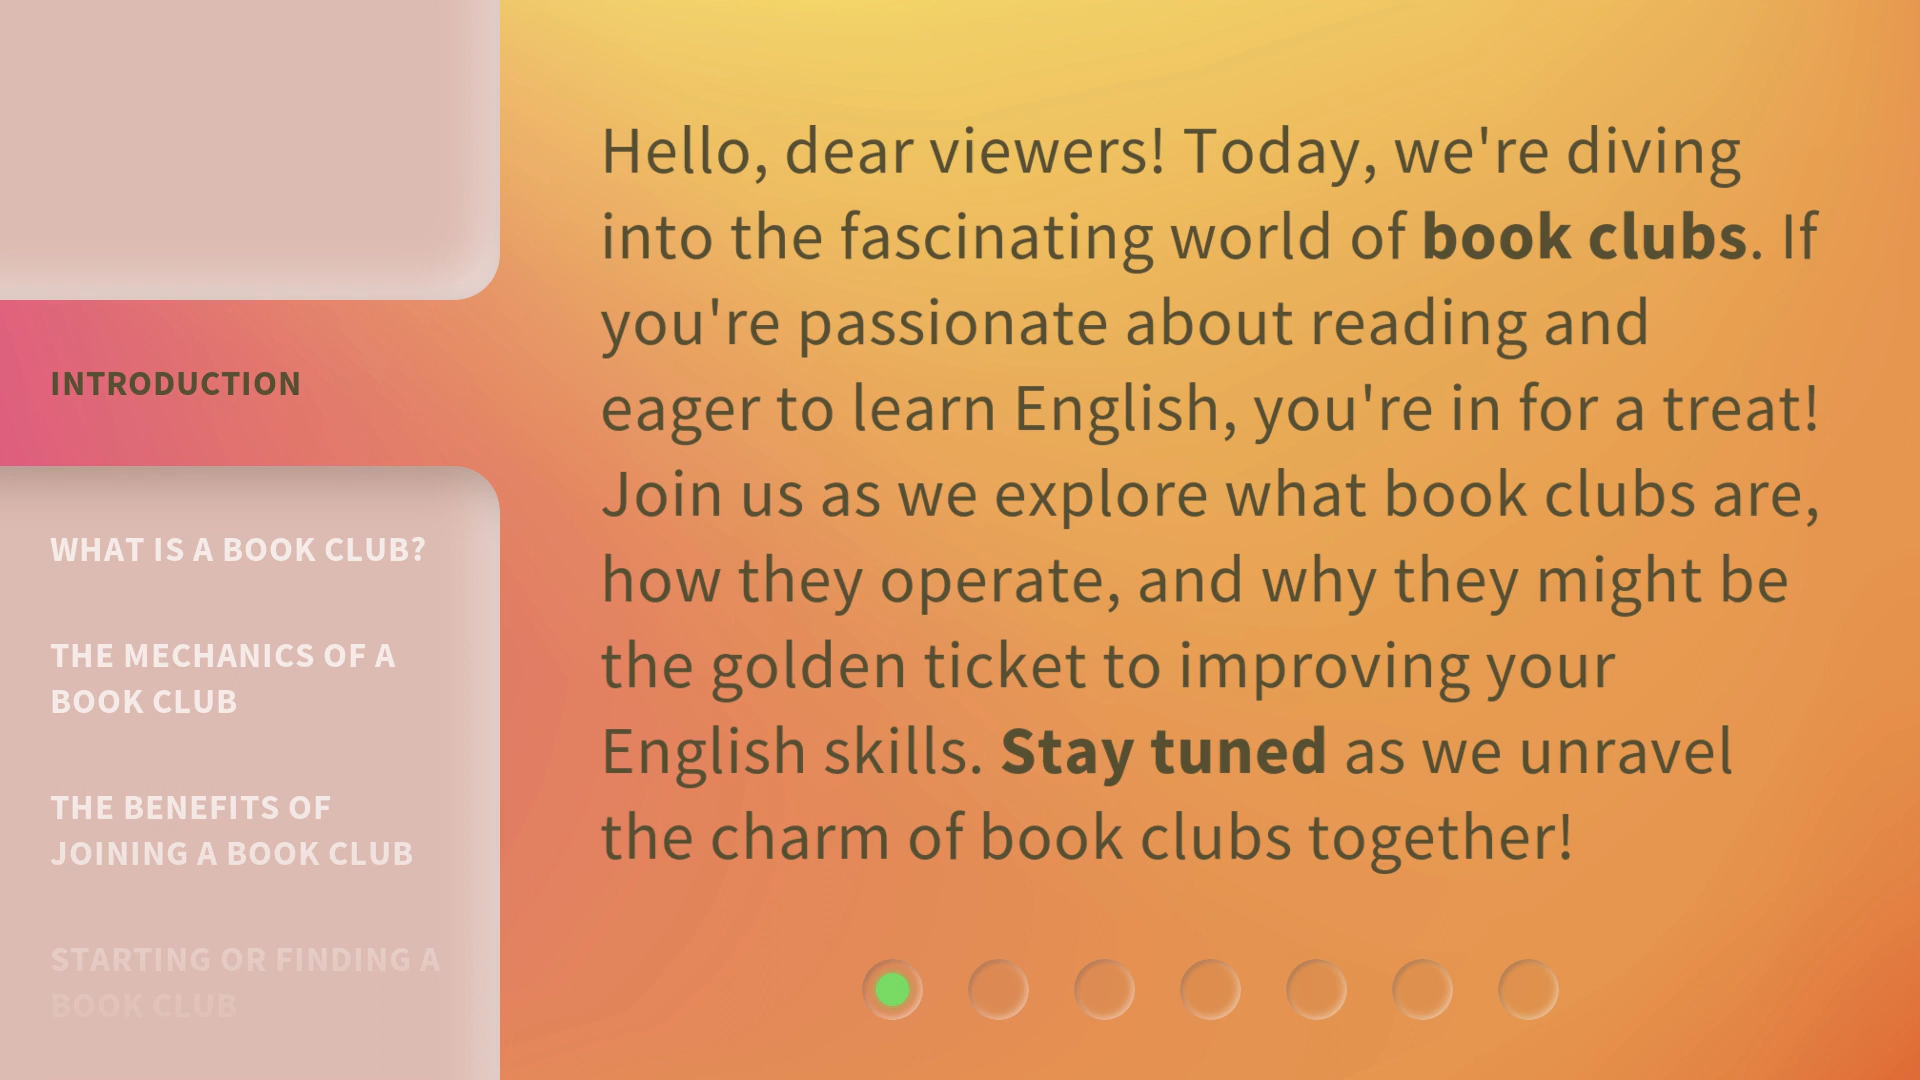 INTRODUCTION
WHAT IS A BOOK CLUB?
THE MECHANICS OF A
BOOK CLUB
THE BENEFITS OF
JOINING A BOOK CLUB
STARTING OR FINDING A
BOOK CLUB
Hello, dear viewers! Today, we're diving
into the fascinating world of book clubs. If
you're passionate about reading and
eager to learn English, you're in for a treat!
Join us as we explore what book clubs are,
how they operate, and why they might be
the golden ticket to improving your
English skills. Stay tuned as we unravel
the charm of book clubs together!